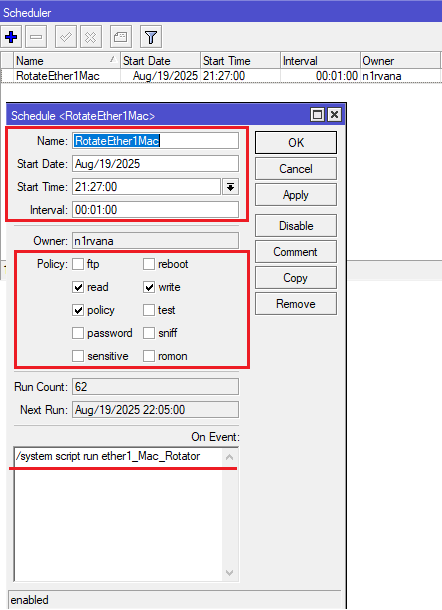 Scheduler
Name Start Date Start Time Interval Owner
RotateEther1Mac Aug/19/2025 21:27:00 00:01:00 n1rvana
Schedule <RotateEther1Mac>
Name: RotateEther1Mac
Start Date: Aug/19/2025
Start Time: 21:27:00
Interval: 00:01:00
Owner: n1rvana
Policy: ftp reboot
read write
policy test
password sniff
sensitive romon
Run Count: 62
Next Run: Aug/19/2025 22:05:00
On Event:
/system script run ether1_Mac_Rotator
enabled
OK
Cancel
Apply
Disable
Comment
Copy
Remove